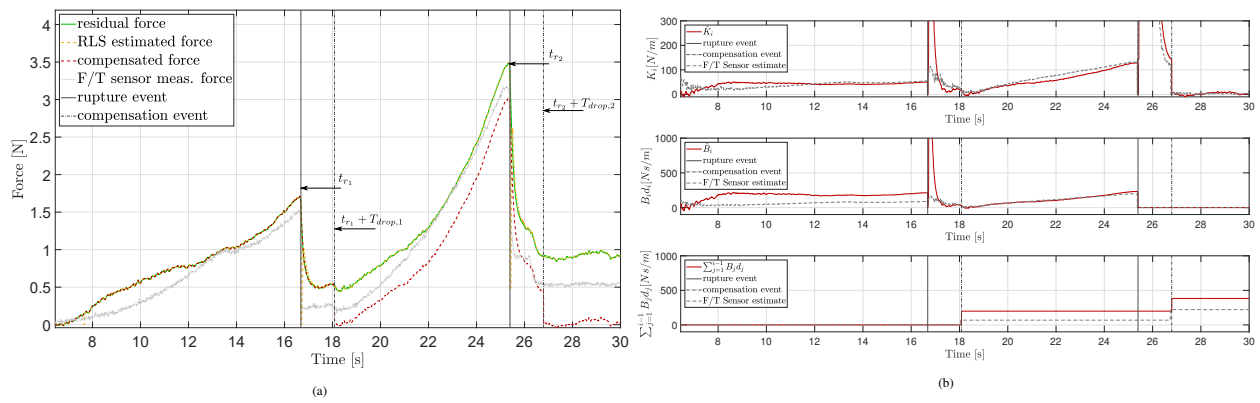 4
3.5
3
2.5
2
1.5
1
0.5
0
Force [N]
residual force
RLS estimated force
compensated force
F/T sensor meas. force
rupture event
compensation event
t_{r_1}
t_{r_1} + T_{drop,1}
t_{r_2}
t_{r_2} + T_{drop,2}
8 10 12 14 16 18 20 22 24 26 28 30
Time [s]
(a)
300
200
100
0
K_i[N/m]
K̂_i
rupture event
compensation event
F/T Sensor estimate
8 10 12 14 16 18 20 22 24 26 28 30
Time [s]
1000
500
0
B_id_i[Ns/m]
B̂_i
rupture event
compensation event
F/T Sensor estimate
8 10 12 14 16 18 20 22 24 26 28 30
Time [s]
1000
500
0
∑_{j=1}^{i-1} B_jd_j[Ns/m]
∑_{j=1}^{i-1} B_jd_j
rupture event
compensation event
F/T Sensor estimate
8 10 12 14 16 18 20 22 24 26 28 30
Time [s]
(b)